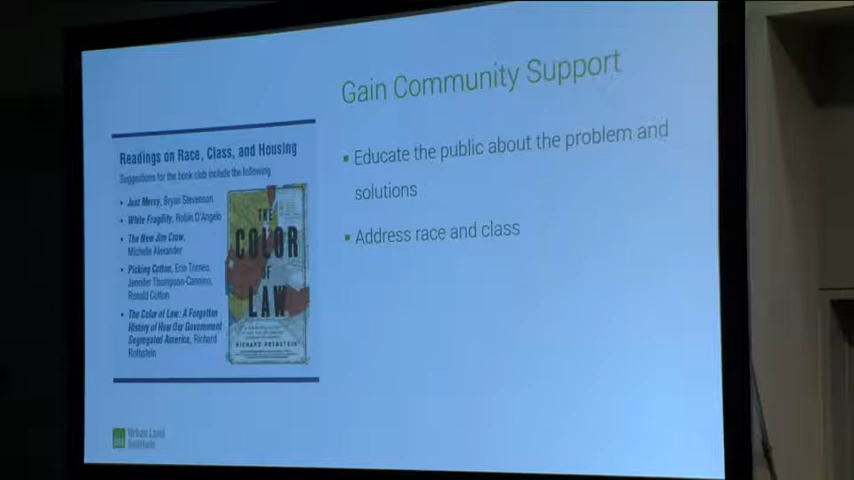 Gain Community Support
Readings on Race, Class, and Housing
Suggestions for the book club include the following
• Just Mercy, Bryan Stevenson
• White Fragility, Robin D'Angelo
• The New Jim Crow,
Michelle Alexander
• Picking Cotton, Erin Torneo,
Jennifer Thompson-Cannino,
Ronald Cotton
• The Color of Law: A Forgotten
History of How Our Government
Segregated America, Richard
Rothstein
THE
COLOR
OF
LAW
RICHARD ROTHSTEIN
▪ Educate the public about the problem and
solutions
▪ Address race and class
Urban Land
Institute